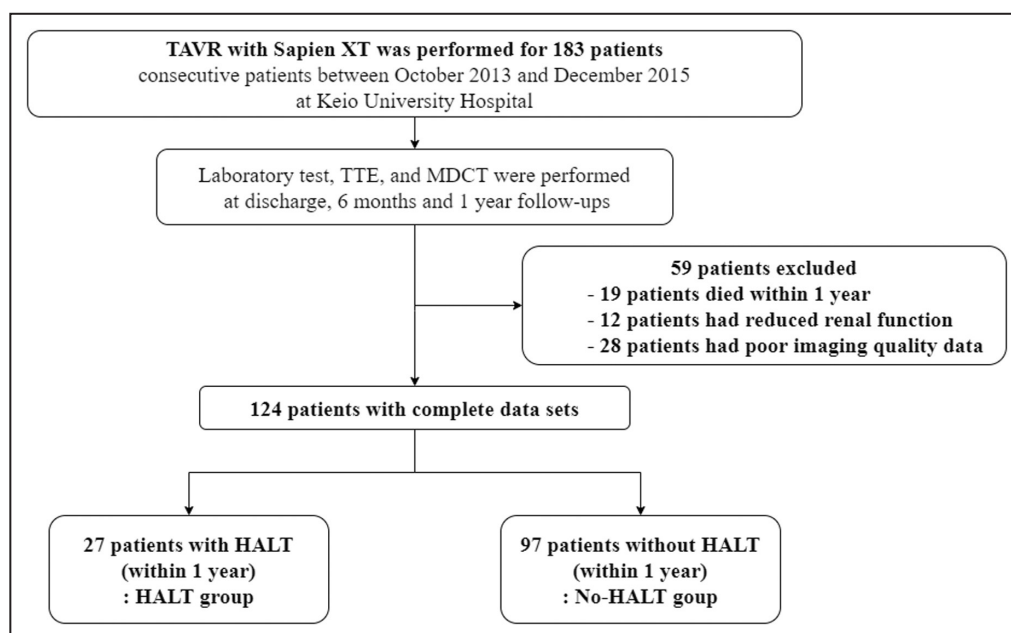 TAVR with Sapien XT was performed for 183 patients
consecutive patients between October 2013 and December 2015
at Keio University Hospital
Laboratory test, TTE, and MDCT were performed
at discharge, 6 months and 1 year follow-ups
59 patients excluded
- 19 patients died within 1 year
- 12 patients had reduced renal function
- 28 patients had poor imaging quality data
124 patients with complete data sets
27 patients with HALT
(within 1 year)
: HALT group
97 patients without HALT
(within 1 year)
: No-HALT goup